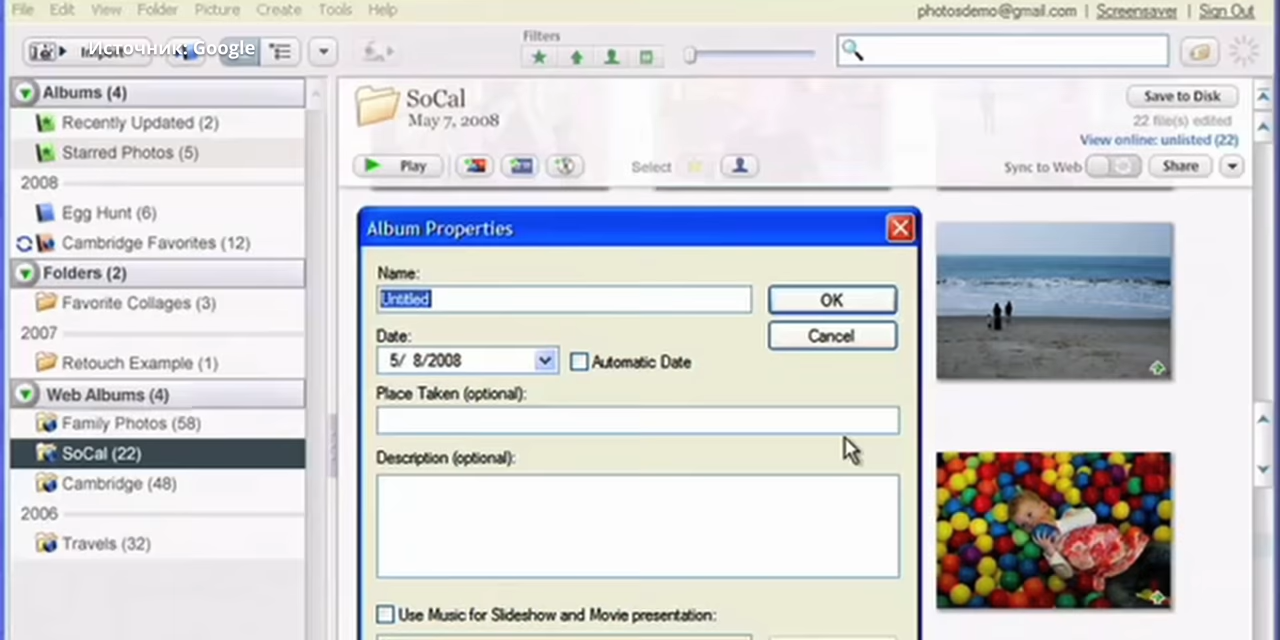 File Edit View Folder Picture Create Tools Help
photosdemo@gmail.com | Screensaver | Sign Out
Import
Источник: Google
Filters
Albums (4)
Recently Updated (2)
Starred Photos (5)
2008
Egg Hunt (6)
Cambridge Favorites (12)
Folders (2)
Favorite Collages (3)
2007
Retouch Example (1)
Web Albums (4)
Family Photos (58)
SoCal (22)
Cambridge (48)
2006
Travels (32)
SoCal
May 7, 2008
Save to Disk
22 file(s) edited
View online: unlisted (22)
Play
Select
Sync to Web
Share
Album Properties
Name:
Untitled
OK
Date:
Cancel
5/ 8/2008
Automatic Date
Place Taken (optional):
Description (optional):
Use Music for Slideshow and Movie presentation: